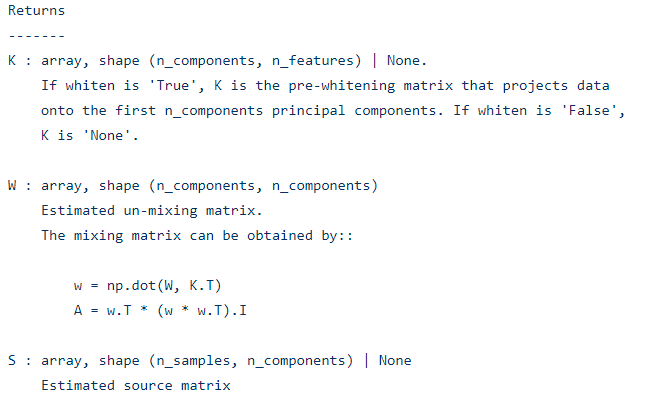 Returns
-------
K : array, shape (n_components, n_features) | None.
If whiten is 'True', K is the pre-whitening matrix that projects data
onto the first n_components principal components. If whiten is 'False',
K is 'None'.
W : array, shape (n_components, n_components)
Estimated un-mixing matrix.
The mixing matrix can be obtained by::
w = np.dot(W, K.T)
A = w.T * (w * w.T).I
S : array, shape (n_samples, n_components) | None
Estimated source matrix